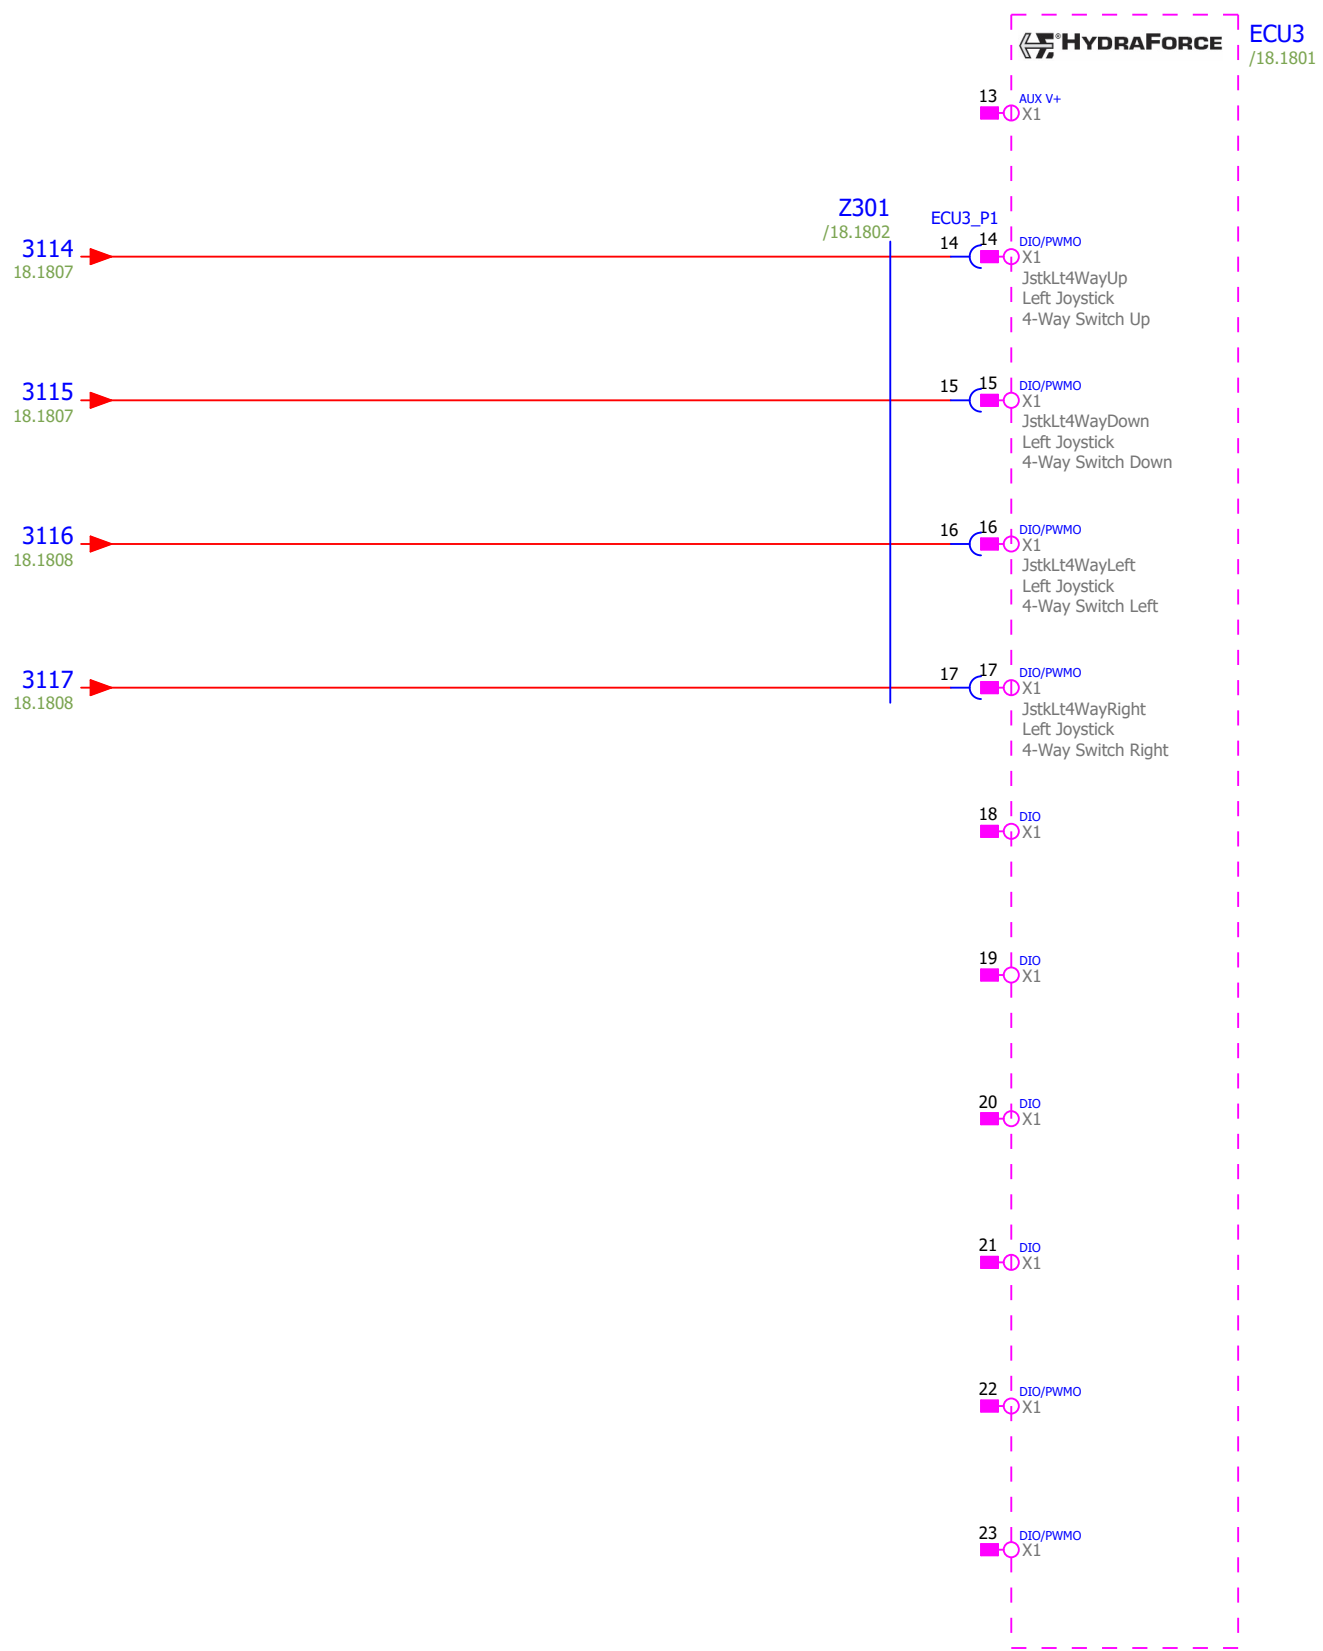 HYDRAFORCE
ECU3
/18.1801
13 AUX V+
X1
Z301
/18.1802
ECU3_P1
3114
18.1807
14 14 DIO/PWMO
X1
JstkLt4WayUp
Left Joystick
4-Way Switch Up
3115
18.1807
15 15 DIO/PWMO
X1
JstkLt4WayDown
Left Joystick
4-Way Switch Down
3116
18.1808
16 16 DIO/PWMO
X1
JstkLt4WayLeft
Left Joystick
4-Way Switch Left
3117
18.1808
17 17 DIO/PWMO
X1
JstkLt4WayRight
Left Joystick
4-Way Switch Right
18 DIO
X1
19 DIO
X1
20 DIO
X1
21 DIO
X1
22 DIO/PWMO
X1
23 DIO/PWMO
X1